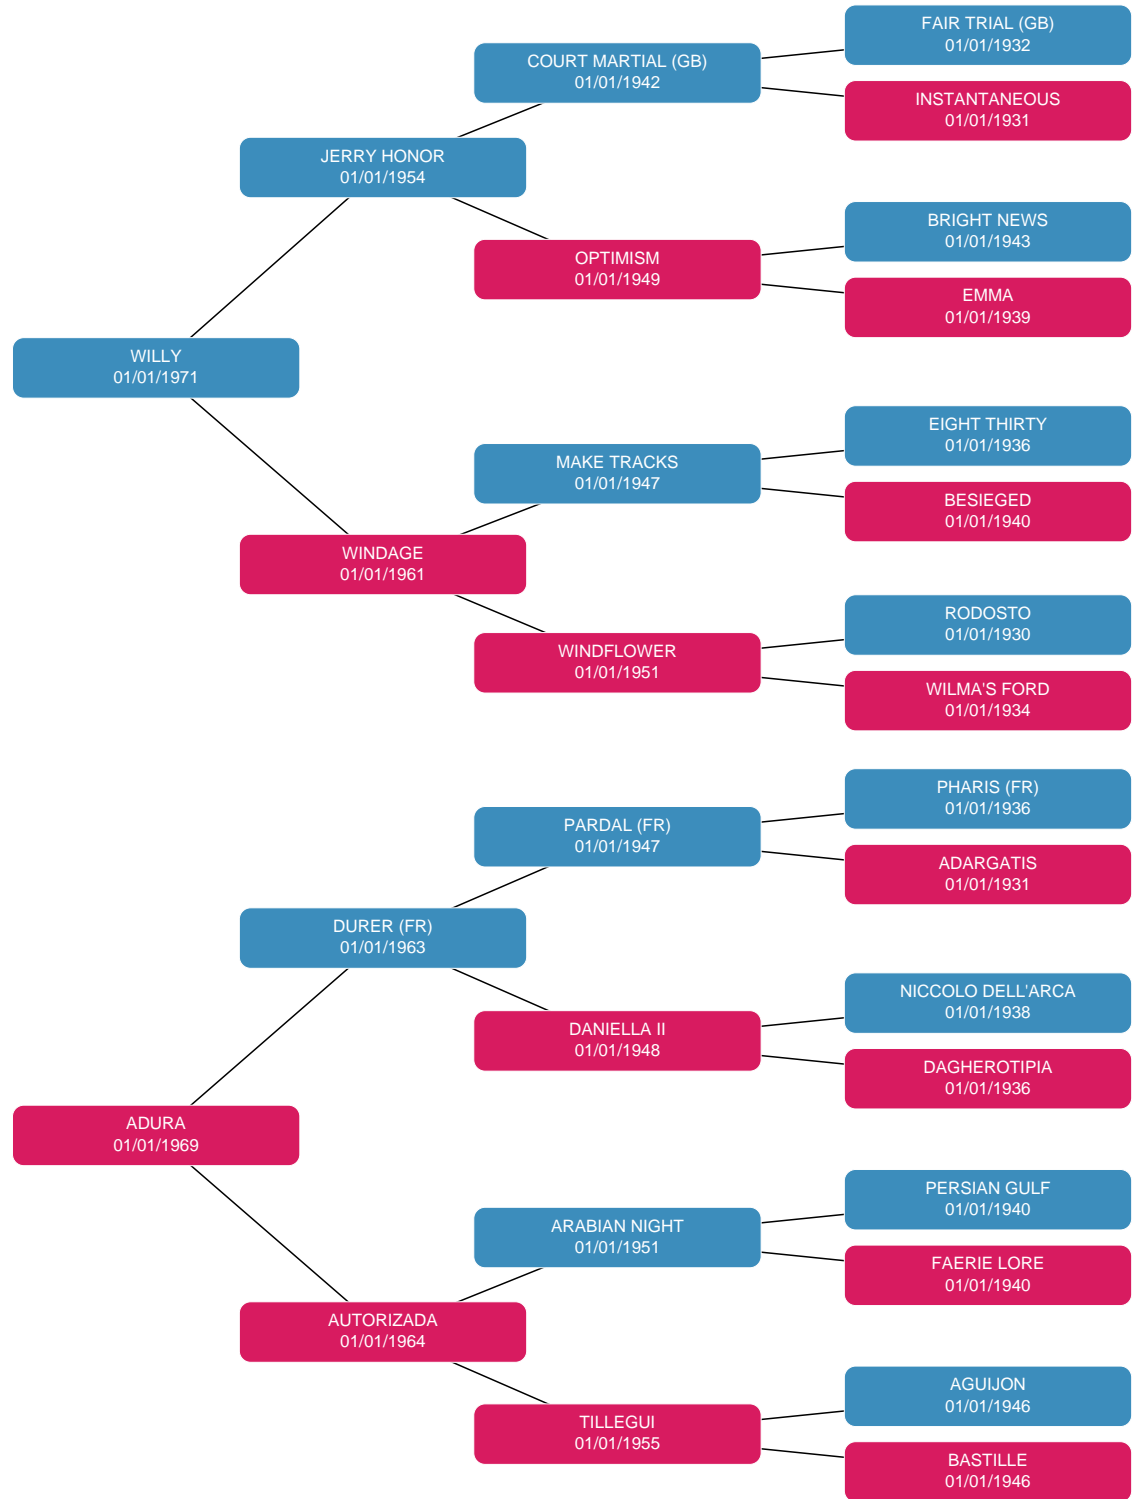 FAIR TRIAL (GB)
01/01/1932
COURT MARTIAL (GB)
01/01/1942
INSTANTANEOUS
01/01/1931
JERRY HONOR
01/01/1954
BRIGHT NEWS
01/01/1943
OPTIMISM
01/01/1949
EMMA
01/01/1939
WILLY
01/01/1971
EIGHT THIRTY
01/01/1936
MAKE TRACKS
01/01/1947
BESIEGED
01/01/1940
WINDAGE
01/01/1961
RODOSTO
01/01/1930
WINDFLOWER
01/01/1951
WILMA'S FORD
01/01/1934
PHARIS (FR)
01/01/1936
PARDAL (FR)
01/01/1947
ADARGATIS
01/01/1931
DURER (FR)
01/01/1963
NICCOLO DELL'ARCA
01/01/1938
DANIELLA II
01/01/1948
DAGHEROTIPIA
01/01/1936
ADURA
01/01/1969
PERSIAN GULF
01/01/1940
ARABIAN NIGHT
01/01/1951
FAERIE LORE
01/01/1940
AUTORIZADA
01/01/1964
AGUIJON
01/01/1946
TILLEGUI
01/01/1955
BASTILLE
01/01/1946